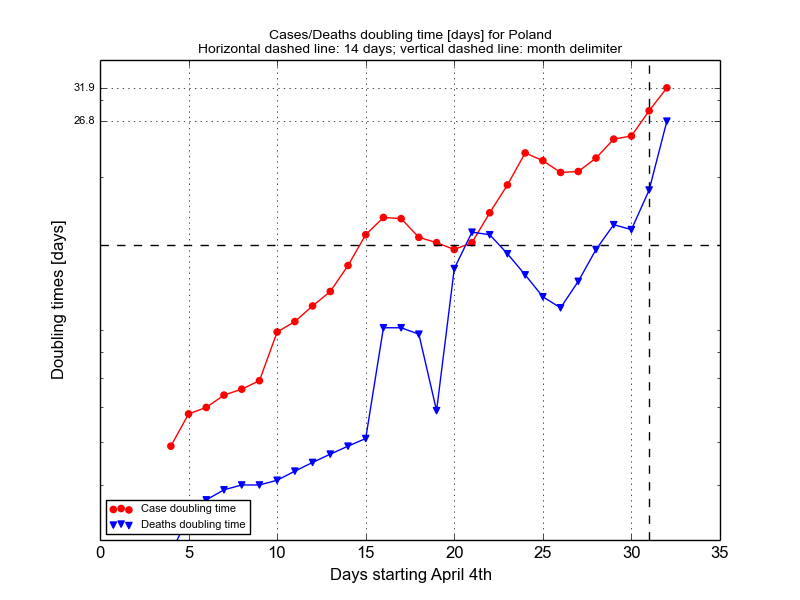 Cases/Deaths doubling time [days] for Poland
Horizontal dashed line: 14 days; vertical dashed line: month delimiter
31.9
26.8
Doubling times [days]
Case doubling time
Deaths doubling time
0 5 10 15 20 25 30 35
Days starting April 4th